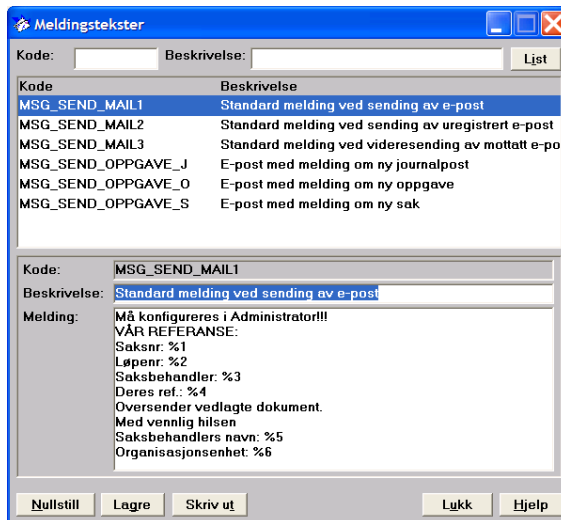 Meldingstekster
Kode: Beskrivelse: List
Kode Beskrivelse
MSG_SEND_MAIL1 Standard melding ved sending av e-post
MSG_SEND_MAIL2 Standard melding ved sending av uregistrert e-post
MSG_SEND_MAIL3 Standard melding ved videresending av mottatt e-po
MSG_SEND_OPPGAVE_J E-post med melding om ny journalpost
MSG_SEND_OPPGAVE_O E-post med melding om ny oppgave
MSG_SEND_OPPGAVE_S E-post med melding om ny sak
Kode: MSG_SEND_MAIL1
Beskrivelse: Standard melding ved sending av e-post
Melding: Må konfigureres i Administrator!!!
VÅR REFERANSE:
Saksnr: %1
Løpenr: %2
Saksbehandler: %3
Deres ref.: %4
Oversender vedlagte dokument.
Med vennlig hilsen
Saksbehandlers navn: %5
Organisasjonsenhet: %6
Nullstill Lagre Skriv ut Lukk Hjelp